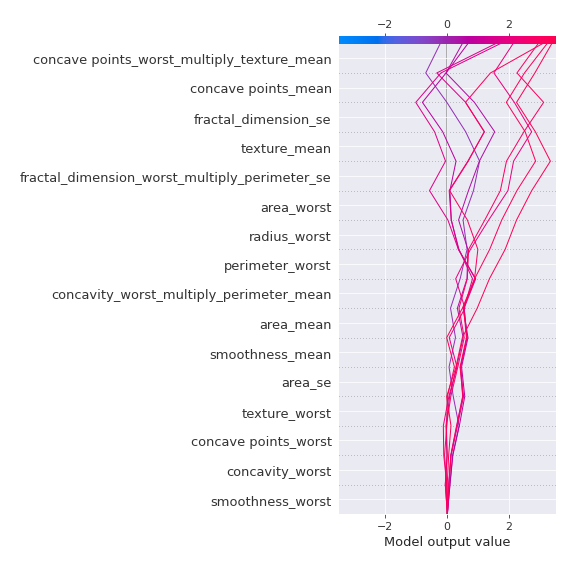 −2 0 2
concave points_worst_multiply_texture_mean
concave points_mean
fractal_dimension_se
texture_mean
fractal_dimension_worst_multiply_perimeter_se
area_worst
radius_worst
perimeter_worst
concavity_worst_multiply_perimeter_mean
area_mean
smoothness_mean
area_se
texture_worst
concave points_worst
concavity_worst
smoothness_worst
−2 0 2
Model output value